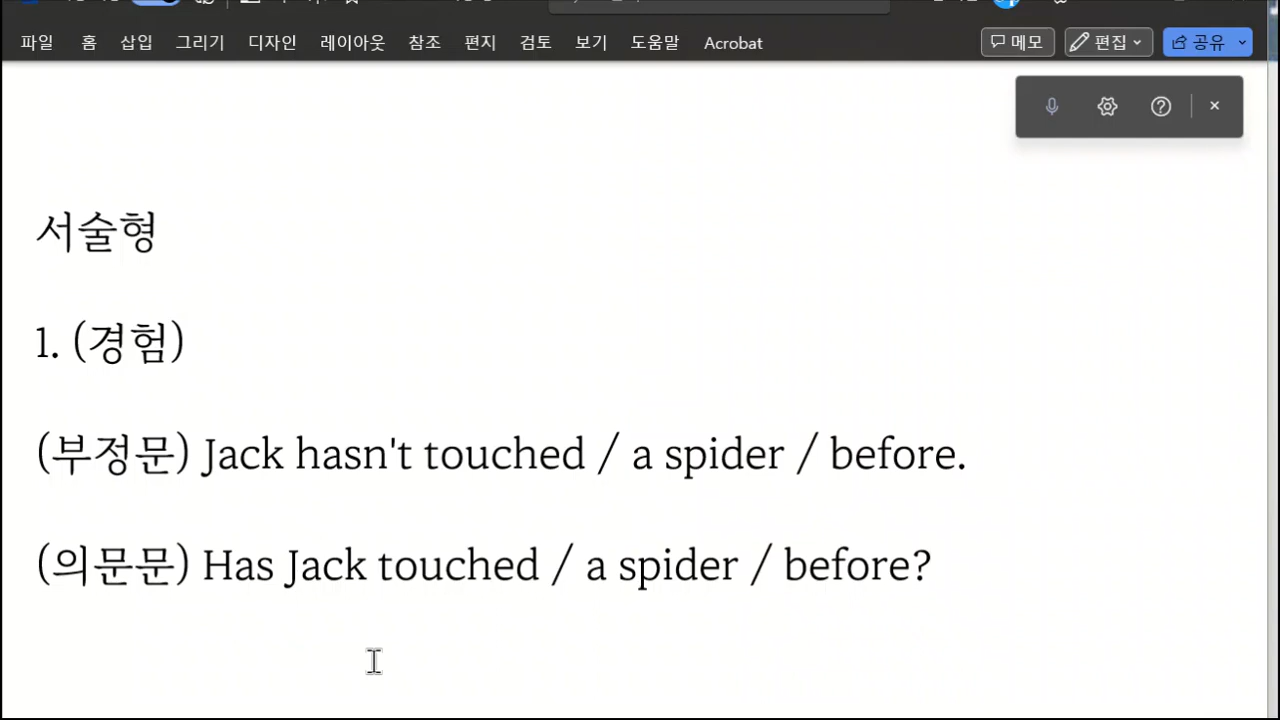 파일 홈 삽입 그리기 디자인 레이아웃 참조 편지 검토 보기 도움말 Acrobat 메모 편집 공유
서술형
1. (경험)
(부정문) Jack hasn't touched / a spider / before.
(의문문) Has Jack touched / a spider / before?